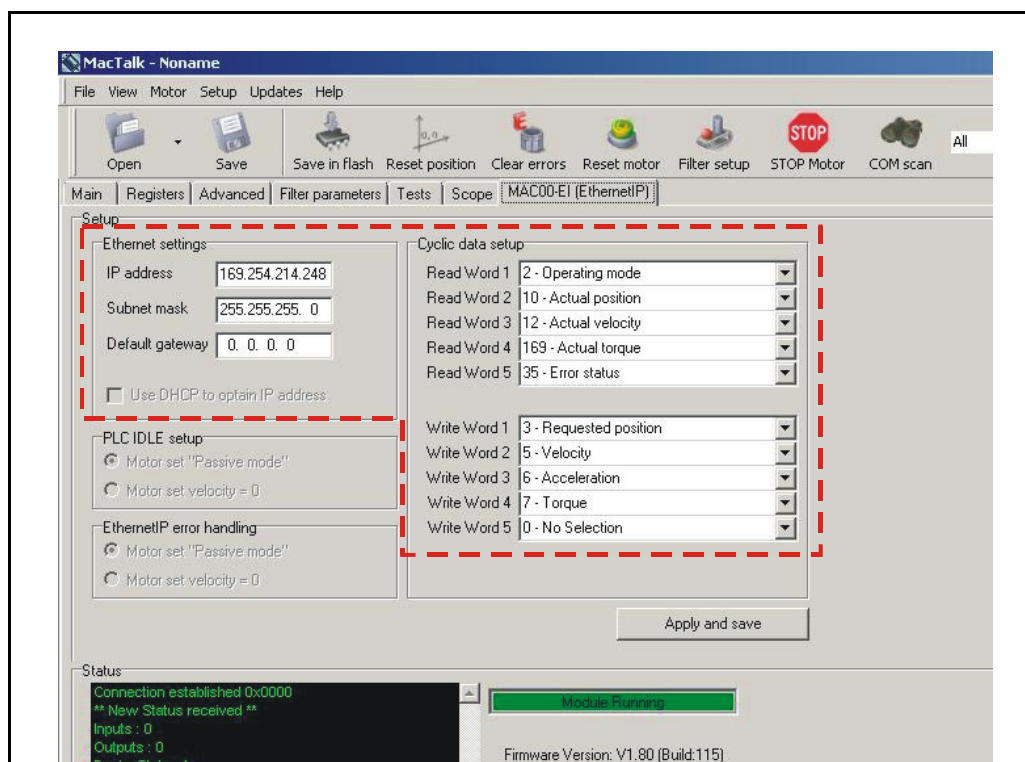 MacTalk - Noname
File View Motor Setup Updates Help
Open Save Save in flash Reset position Clear errors Reset motor Filter setup STOP Motor COM scan All
STOP
0,0
E
Main Registers Advanced Filter parameters Tests Scope MAC00-EI (EthernetIP)
Setup
Ethernet settings
IP address 169.254.214.248
Subnet mask 255.255.255. 0
Default gateway 0. 0. 0. 0
Use DHCP to optain IP address
PLC IDLE setup
Motor set "Passive mode"
Motor set velocity = 0
EthernetIP error handling
Motor set "Passive mode"
Motor set velocity = 0
Cyclic data setup
Read Word 1 2 - Operating mode
Read Word 2 10 - Actual position
Read Word 3 12 - Actual velocity
Read Word 4 169 - Actual torque
Read Word 5 35 - Error status
Write Word 1 3 - Requested position
Write Word 2 5 - Velocity
Write Word 3 6 - Acceleration
Write Word 4 7 - Torque
Write Word 5 0 - No Selection
Apply and save
Status
Connection established 0x0000
** New Status received **
Inputs : 0
Outputs : 0
Module Running
Firmware Version: V1.80 (Build:115)